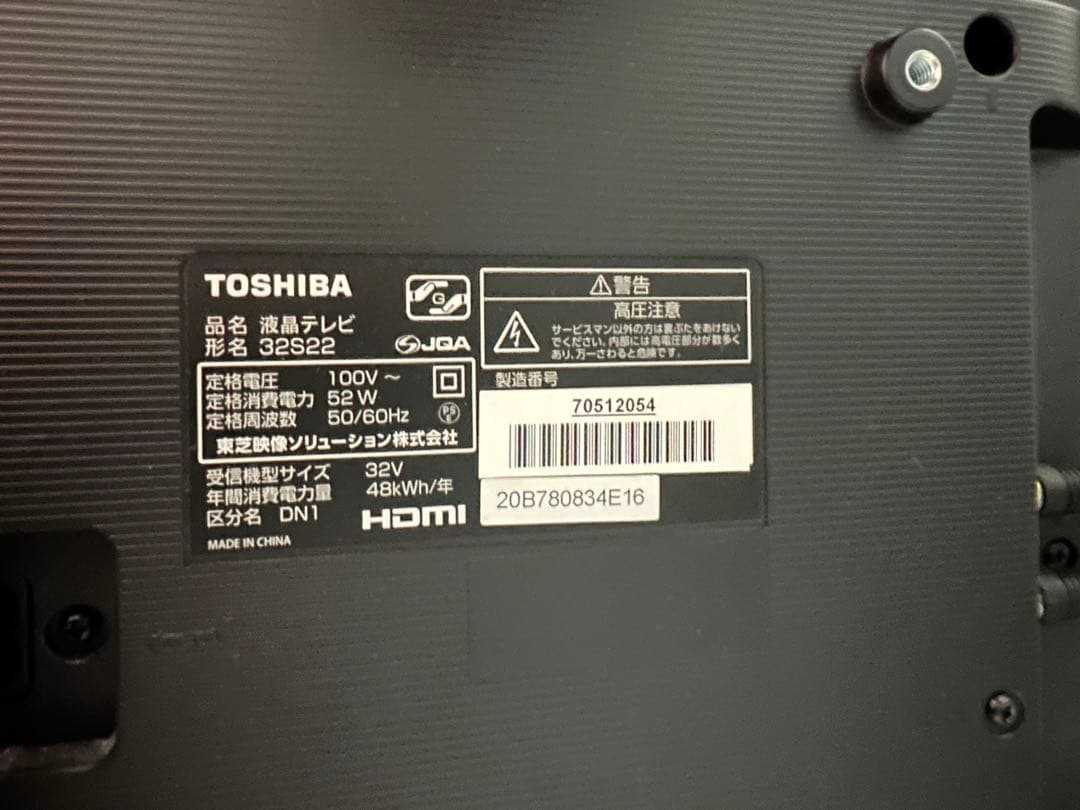 TOSHIBA
品名 液晶テレビ
形名 32S22
G
JQA
定格電圧 100V～
定格消費電力 52W
定格周波数 50/60Hz
PS
E
東芝映像ソリューション株式会社
受信機型サイズ 32V
年間消費電力量 48kWh/年
区分名 DN1
HDMI
MADE IN CHINA
警告
高圧注意
サービスマン以外の方は裏ぶたをあけない
でください。内部には高電圧部分が数多く
あり、万一さわると危険です。
製造番号
70512054
20B780834E16